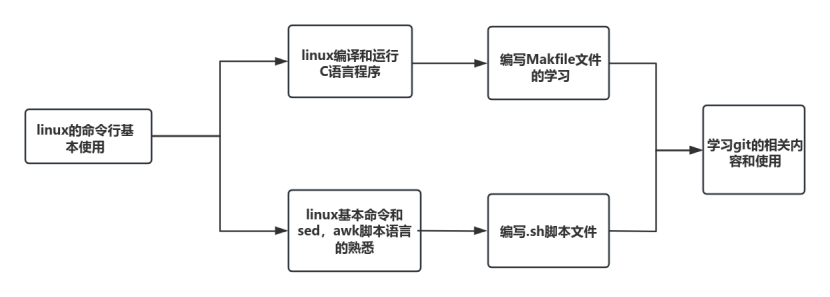 linux的命令行基
本使用
linux编译和运行
C语言程序
编写Makfile文件
的学习
linux基本命令和
sed，awk脚本语言
的熟悉
编写.sh脚本文件
学习git的相关内
容和使用